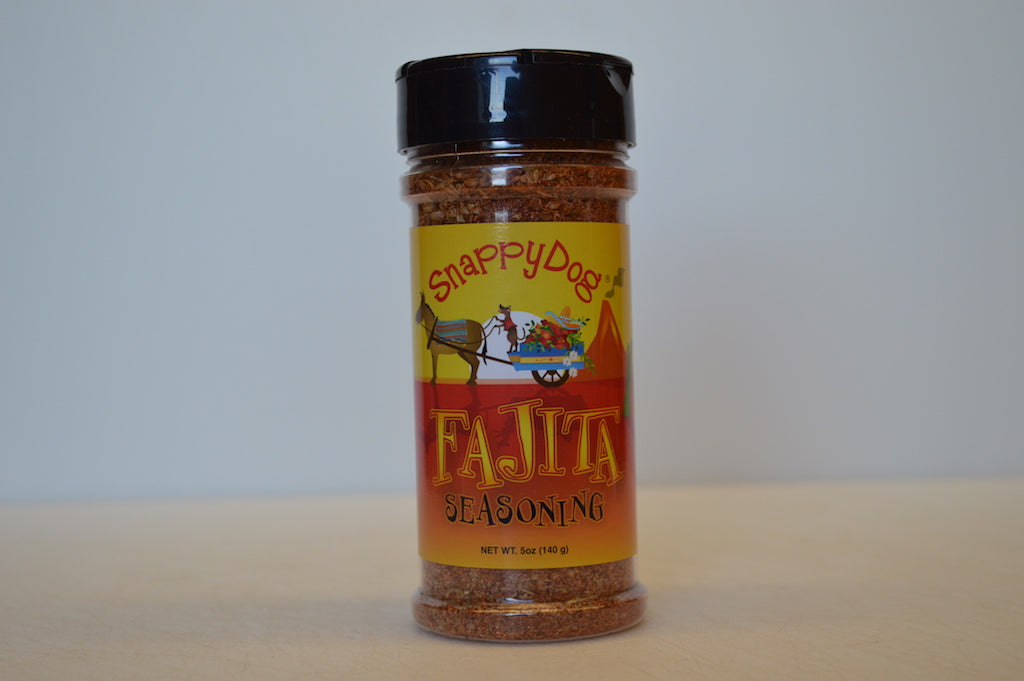 SnappyDog®
FAJITA
SEASONING
NET WT. 5oz (140 g)